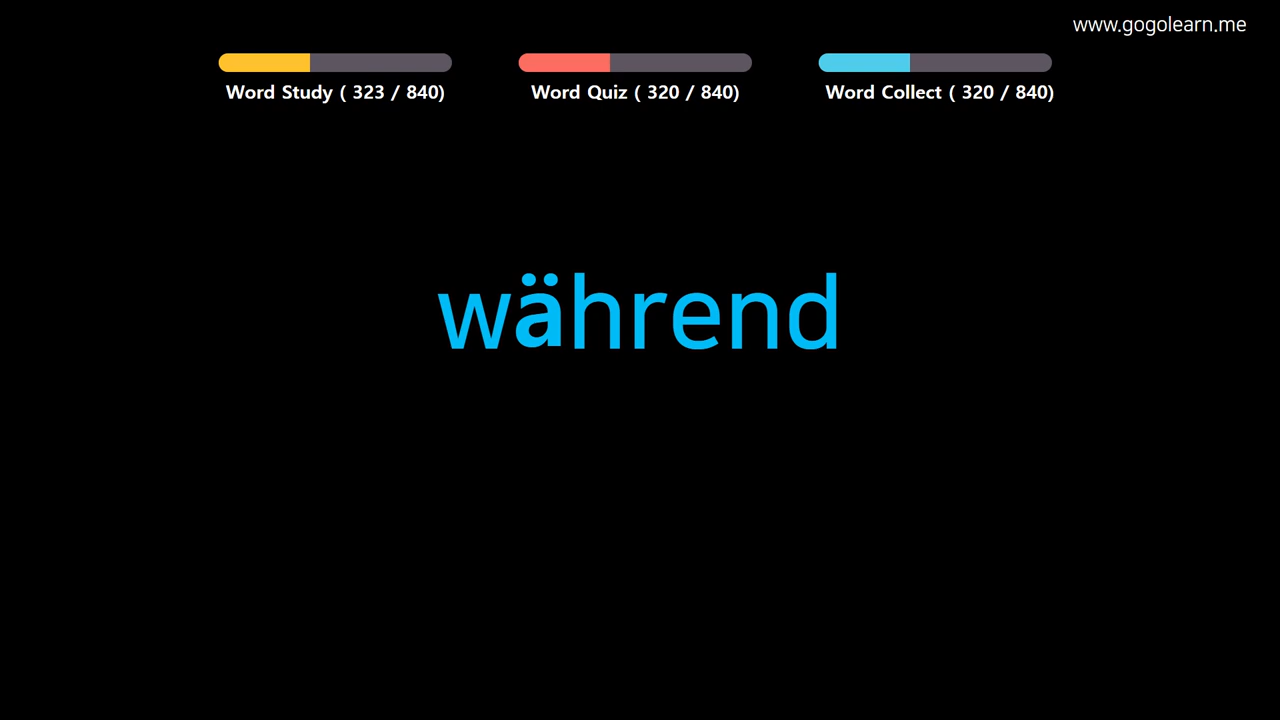 www.gogolearn.me
Word Study ( 323 / 840)
Word Quiz ( 320 / 840)
Word Collect ( 320 / 840)
während